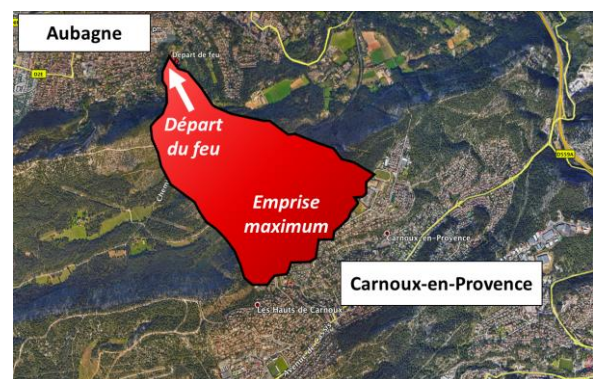 Aubagne
Départ de feu
D2E
Départ
du feu
D559A
Chem
Emprise
maximum
Carnoux-en-Provence
Carnoux-en-Provence
Les Hauts de Carnoux